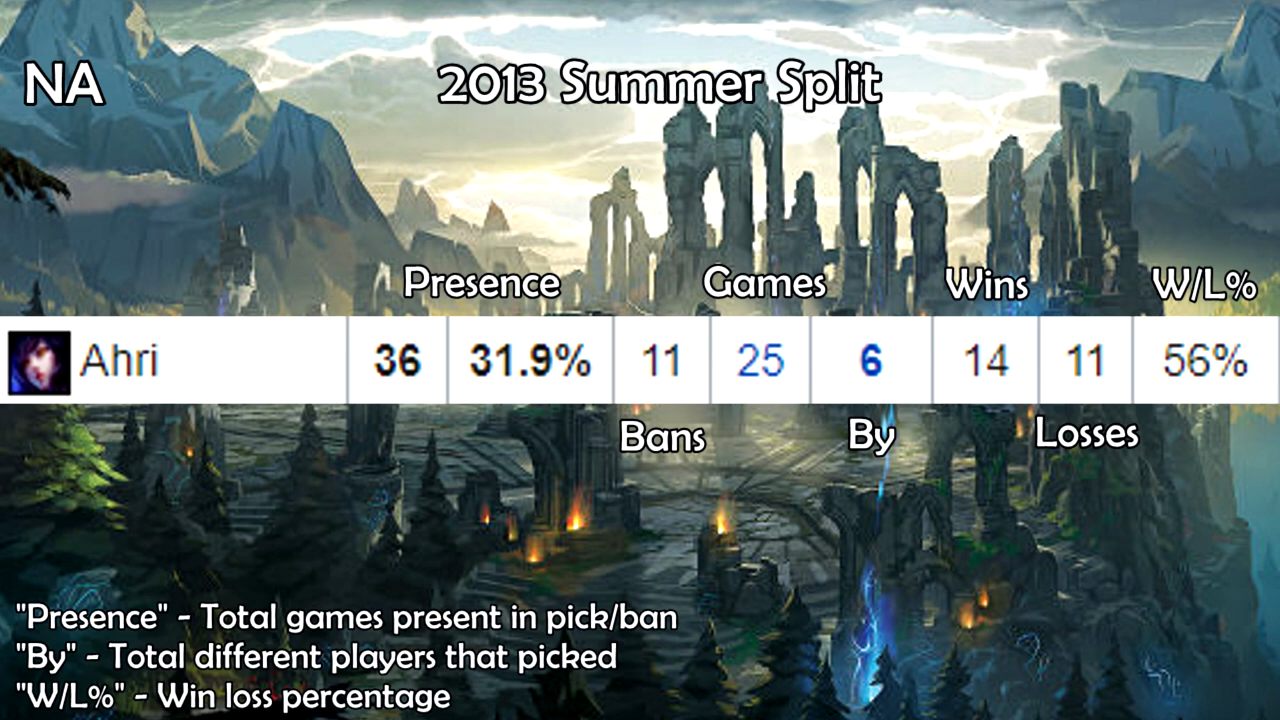 NA
2013 Summer Split
Presence Games Wins W/L%
Ahri 36 31.9% 11 25 6 14 11 56%
Bans By Losses
"Presence" - Total games present in pick/ban
"By" - Total different players that picked
"W/L%" - Win loss percentage